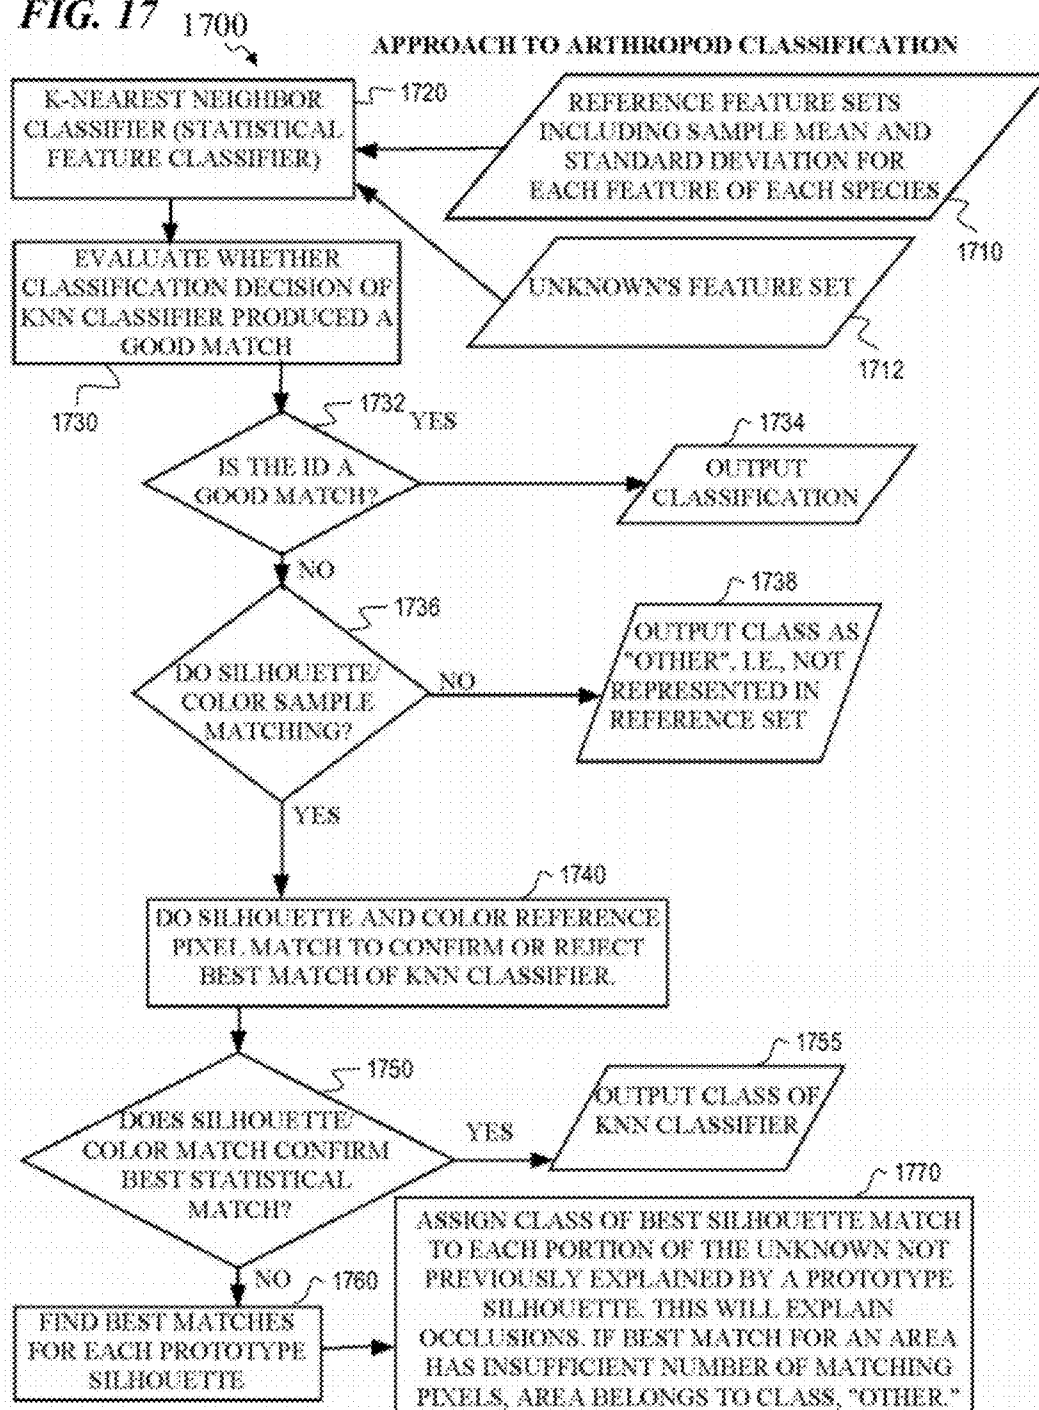 FIG. 17
1700
APPROACH TO ARTHROPOD CLASSIFICATION
K-NEAREST NEIGHBOR
CLASSIFIER (STATISTICAL
FEATURE CLASSIFIER)
1720
REFERENCE FEATURE SETS
INCLUDING SAMPLE MEAN AND
STANDARD DEVIATION FOR
EACH FEATURE OF EACH SPECIES
1710
EVALUATE WHETHER
CLASSIFICATION DECISION OF
KNN CLASSIFIER PRODUCED A
GOOD MATCH
1730
UNKNOWN'S FEATURE SET
1712
1732
YES
IS THE ID A
GOOD MATCH?
1734
OUTPUT
CLASSIFICATION
NO
1736
DO SILHOUETTE/
COLOR SAMPLE
MATCHING?
NO
1738
OUTPUT CLASS AS
"OTHER", I.E., NOT
REPRESENTED IN
REFERENCE SET
YES
1740
DO SILHOUETTE AND COLOR REFERENCE
PIXEL MATCH TO CONFIRM OR REJECT
BEST MATCH OF KNN CLASSIFIER.
1750
DOES SILHOUETTE/
COLOR MATCH CONFIRM
BEST STATISTICAL
MATCH?
YES
1755
OUTPUT CLASS OF
KNN CLASSIFIER
NO
1760
FIND BEST MATCHES
FOR EACH PROTOTYPE
SILHOUETTE
1770
ASSIGN CLASS OF BEST SILHOUETTE MATCH
TO EACH PORTION OF THE UNKNOWN NOT
PREVIOUSLY EXPLAINED BY A PROTOTYPE
SILHOUETTE. THIS WILL EXPLAIN
OCCLUSIONS. IF BEST MATCH FOR AN AREA
HAS INSUFFICIENT NUMBER OF MATCHING
PIXELS, AREA BELONGS TO CLASS, "OTHER."